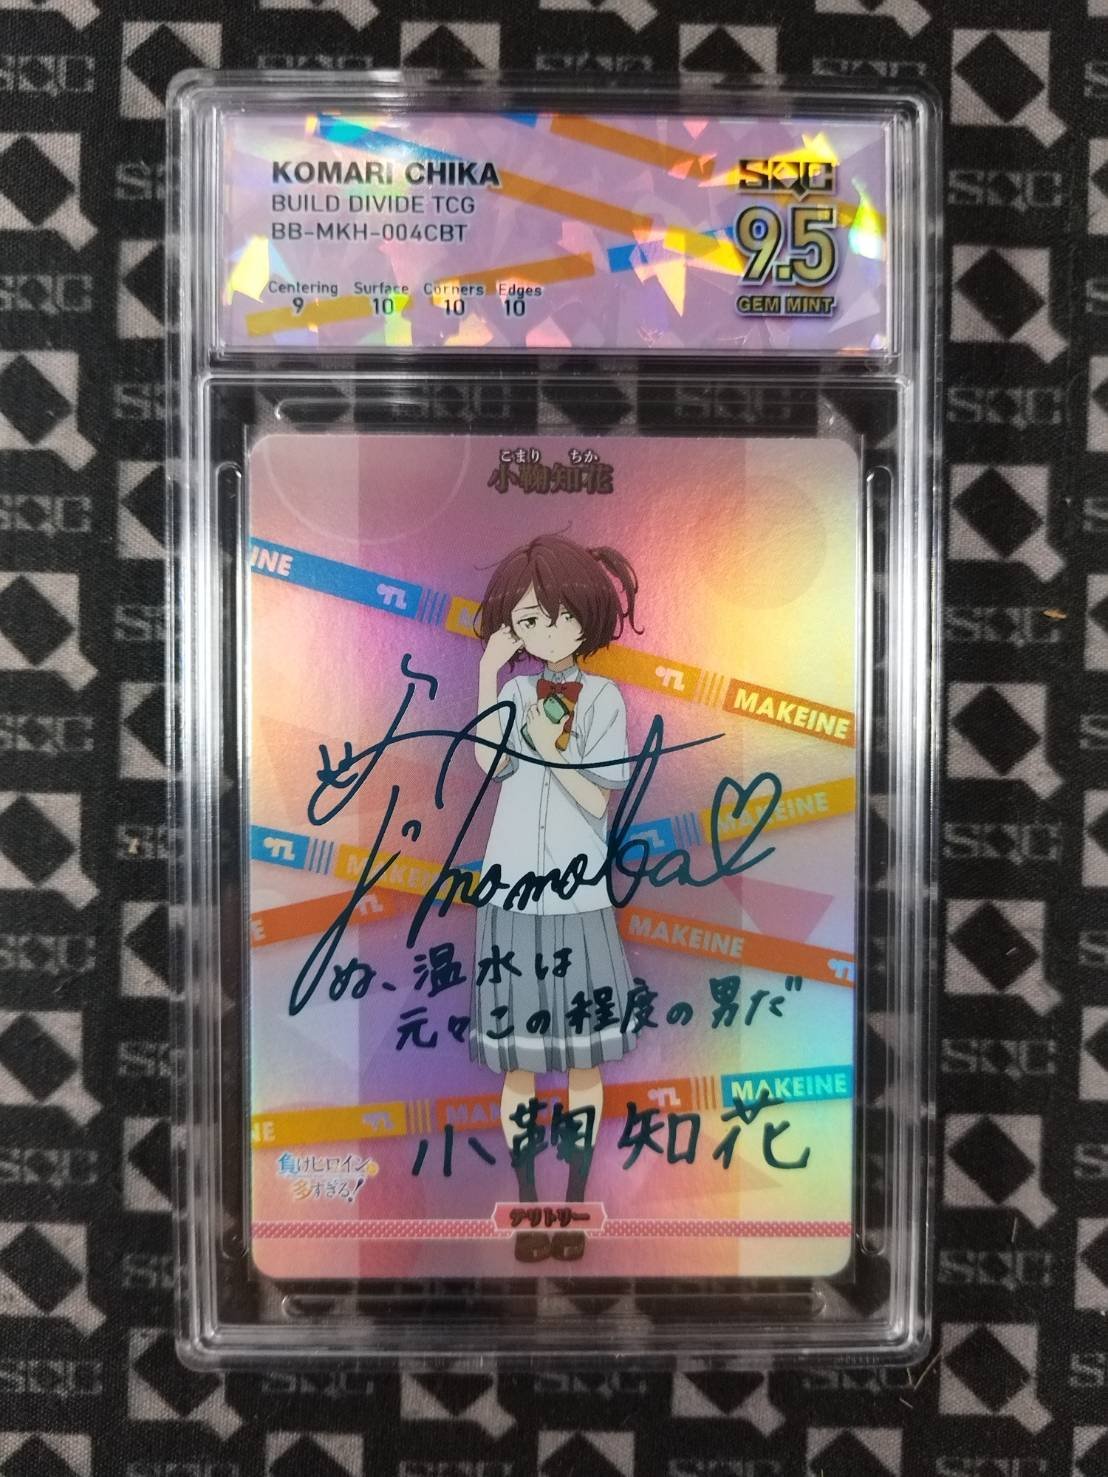 KOMARI CHIKA
BUILD DIVIDE TCG
BB-MKH-004CBT
Centering Surface Corners Edges
9 10 10 10
SQC
9.5
GEM MINT
こまり ちか
小鞠知花
INE
MAKEINE
MAKEINE
MAKEINE
MAKEINE
Momoka
ぬ、温水は
元々この程度の男だ
MAKEINE
小鞠知花
負けヒロインが
多すぎる!
テリトリー